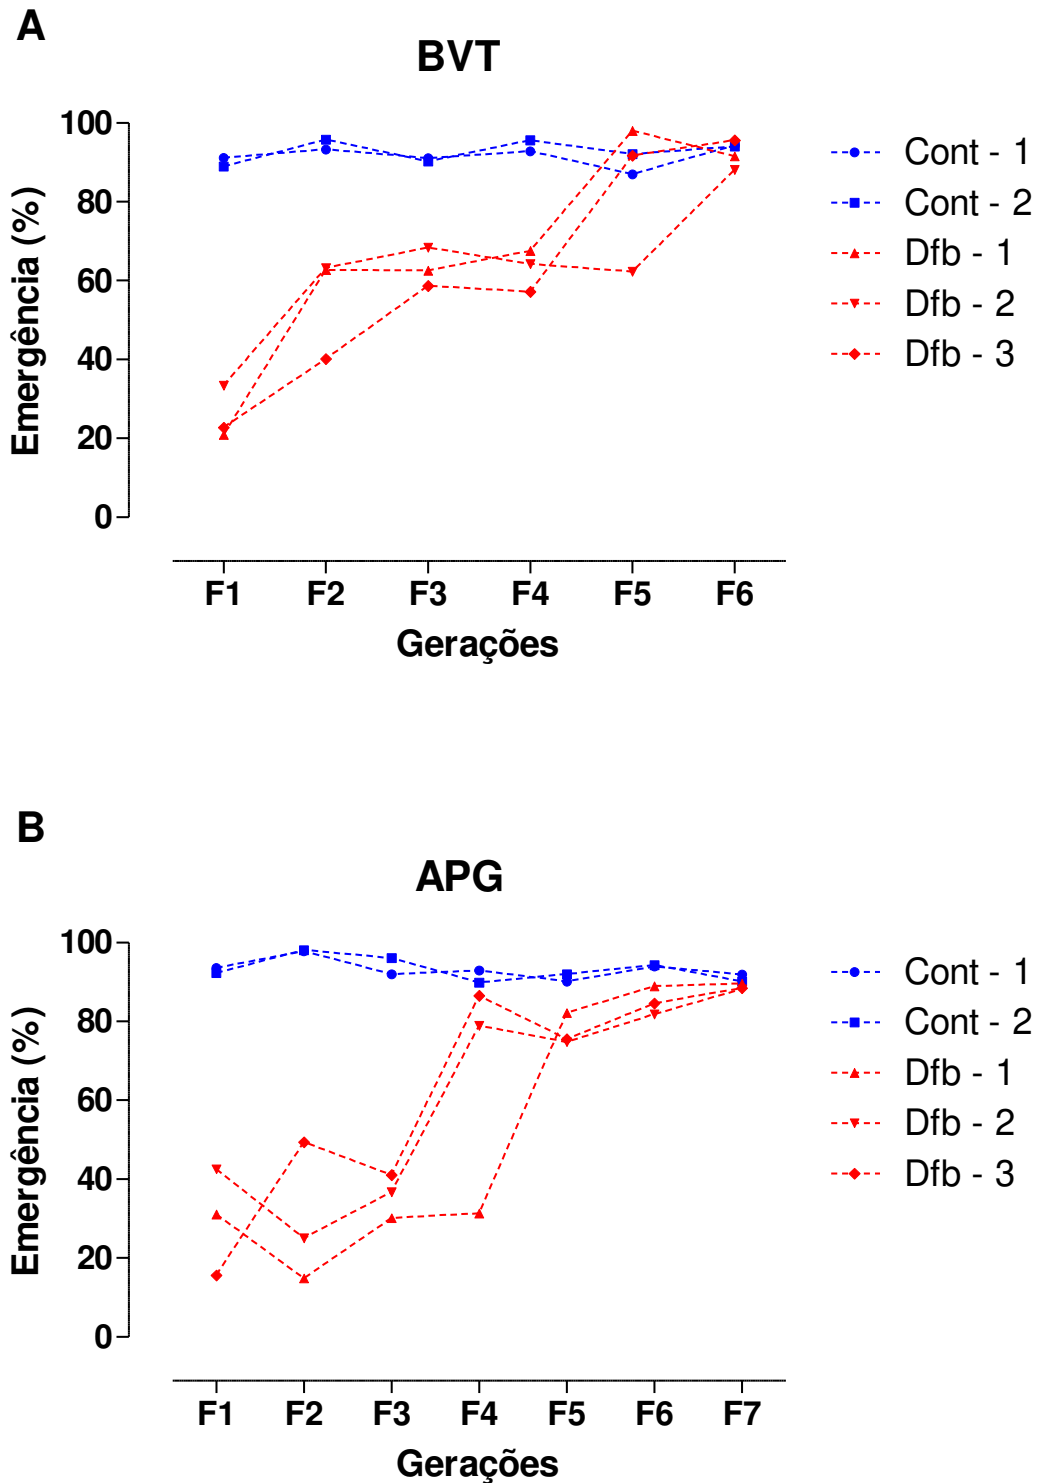 A
BVT
100
80
60
40
20
0
Emergência (%)
F1 F2 F3 F4 F5 F6
Gerações
Cont - 1
Cont - 2
Dfb - 1
Dfb - 2
Dfb - 3
B
APG
100
80
60
40
20
0
Emergência (%)
F1 F2 F3 F4 F5 F6 F7
Gerações
Cont - 1
Cont - 2
Dfb - 1
Dfb - 2
Dfb - 3